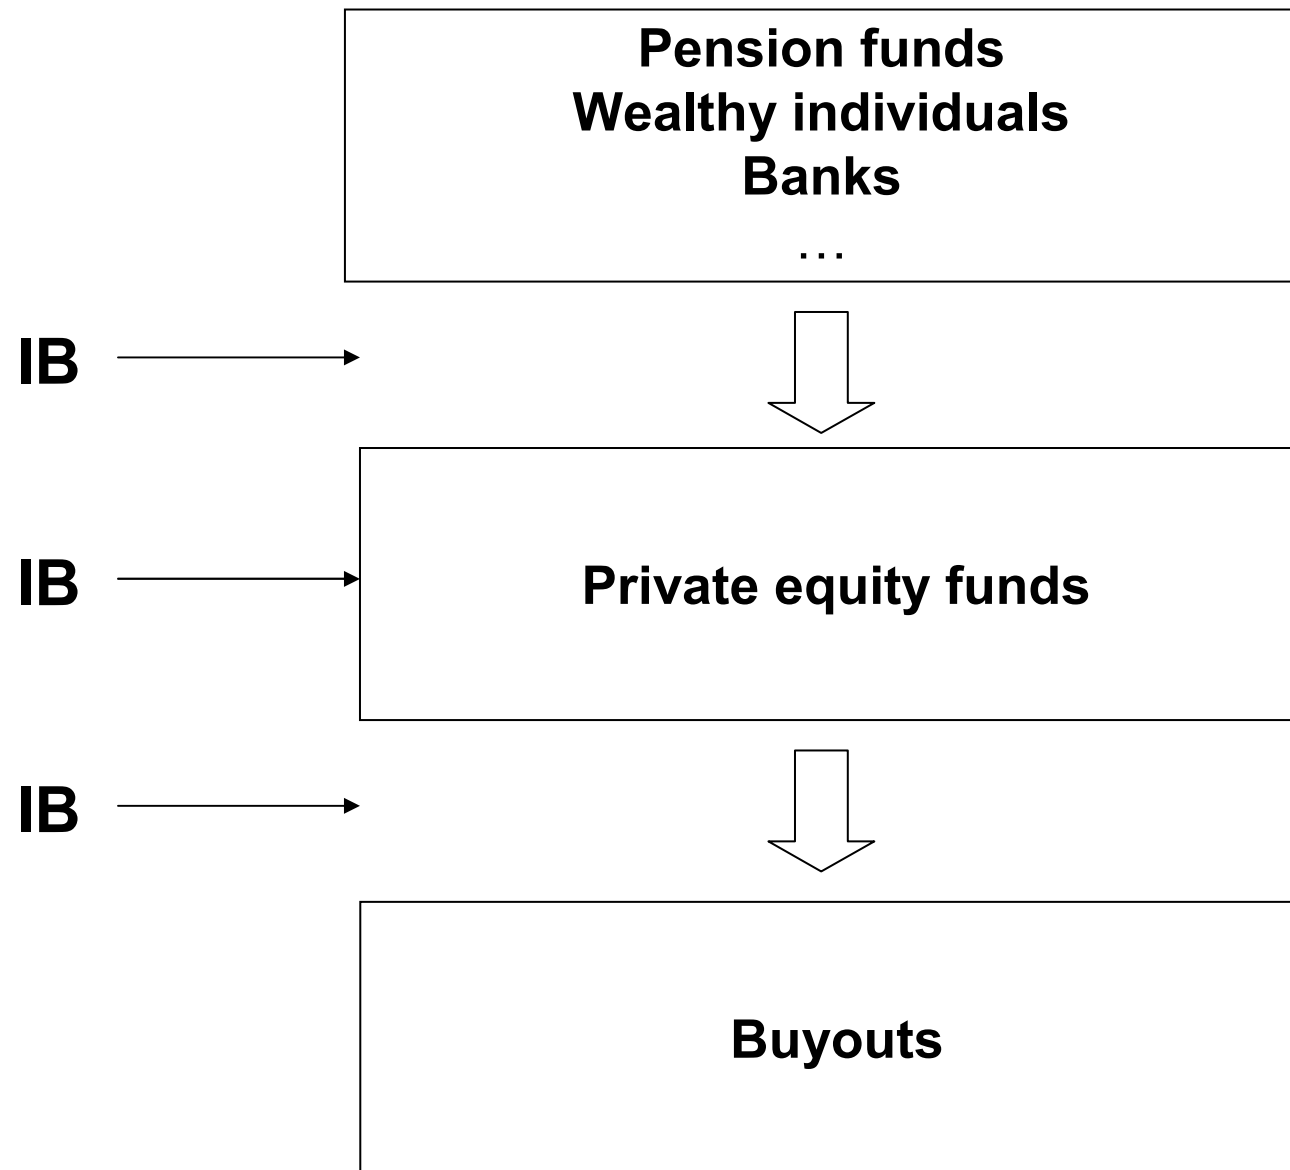 Pension funds
Wealthy individuals
Banks
...
IB
IB
Private equity funds
IB
Buyouts